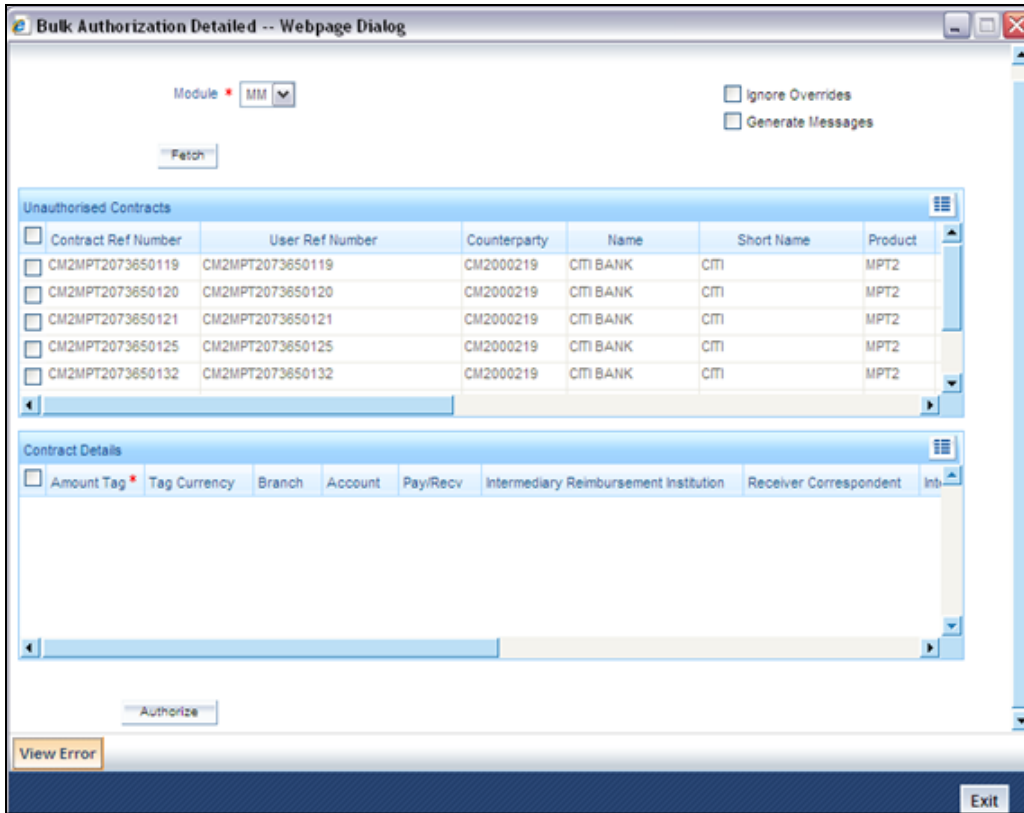 Bulk Authorization Detailed -- Webpage Dialog
Module * MM
Ignore Overrides
Generate Messages
Fetch
Unauthorised Contracts
Contract Ref Number User Ref Number Counterparty Name Short Name Product
CM2MPT2073650119 CM2MPT2073650119 CM2000219 CITI BANK CITI MPT2
CM2MPT2073650120 CM2MPT2073650120 CM2000219 CITI BANK CITI MPT2
CM2MPT2073650121 CM2MPT2073650121 CM2000219 CITI BANK CITI MPT2
CM2MPT2073650125 CM2MPT2073650125 CM2000219 CITI BANK CITI MPT2
CM2MPT2073650132 CM2MPT2073650132 CM2000219 CITI BANK CITI MPT2
Contract Details
Amount Tag * Tag Currency Branch Account Pay/Recv Intermediary Reimbursement Institution Receiver Correspondent
Authorize
View Error
Exit